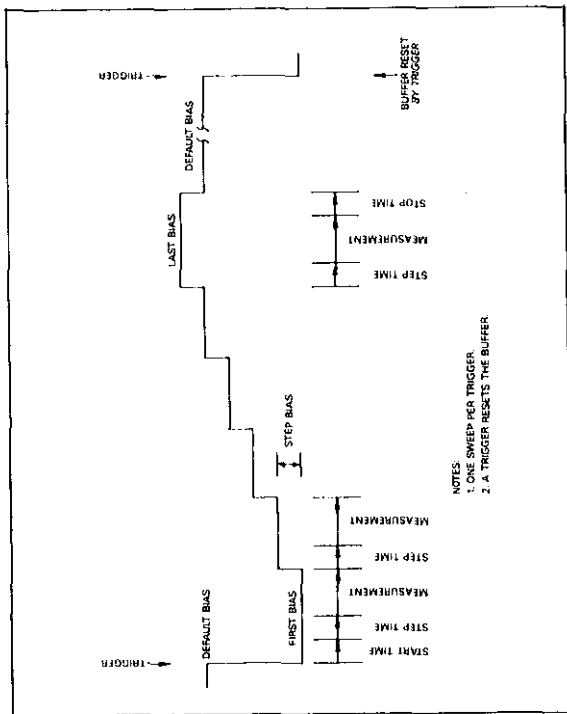 TRIGGER
TRIGGER
DEFAULT BIAS
DEFAULT BIAS
LAST BIAS
FIRST BIAS
STEP BIAS
START TIME
STEP TIME
MEASUREMENT
STEP TIME
MEASUREMENT
STEP TIME
MEASUREMENT
STOP TIME
BUFFER RESET
BY TRIGGER
NOTES:
1. ONE SWEEP PER TRIGGER.
2. A TRIGGER RESETS THE BUFFER.